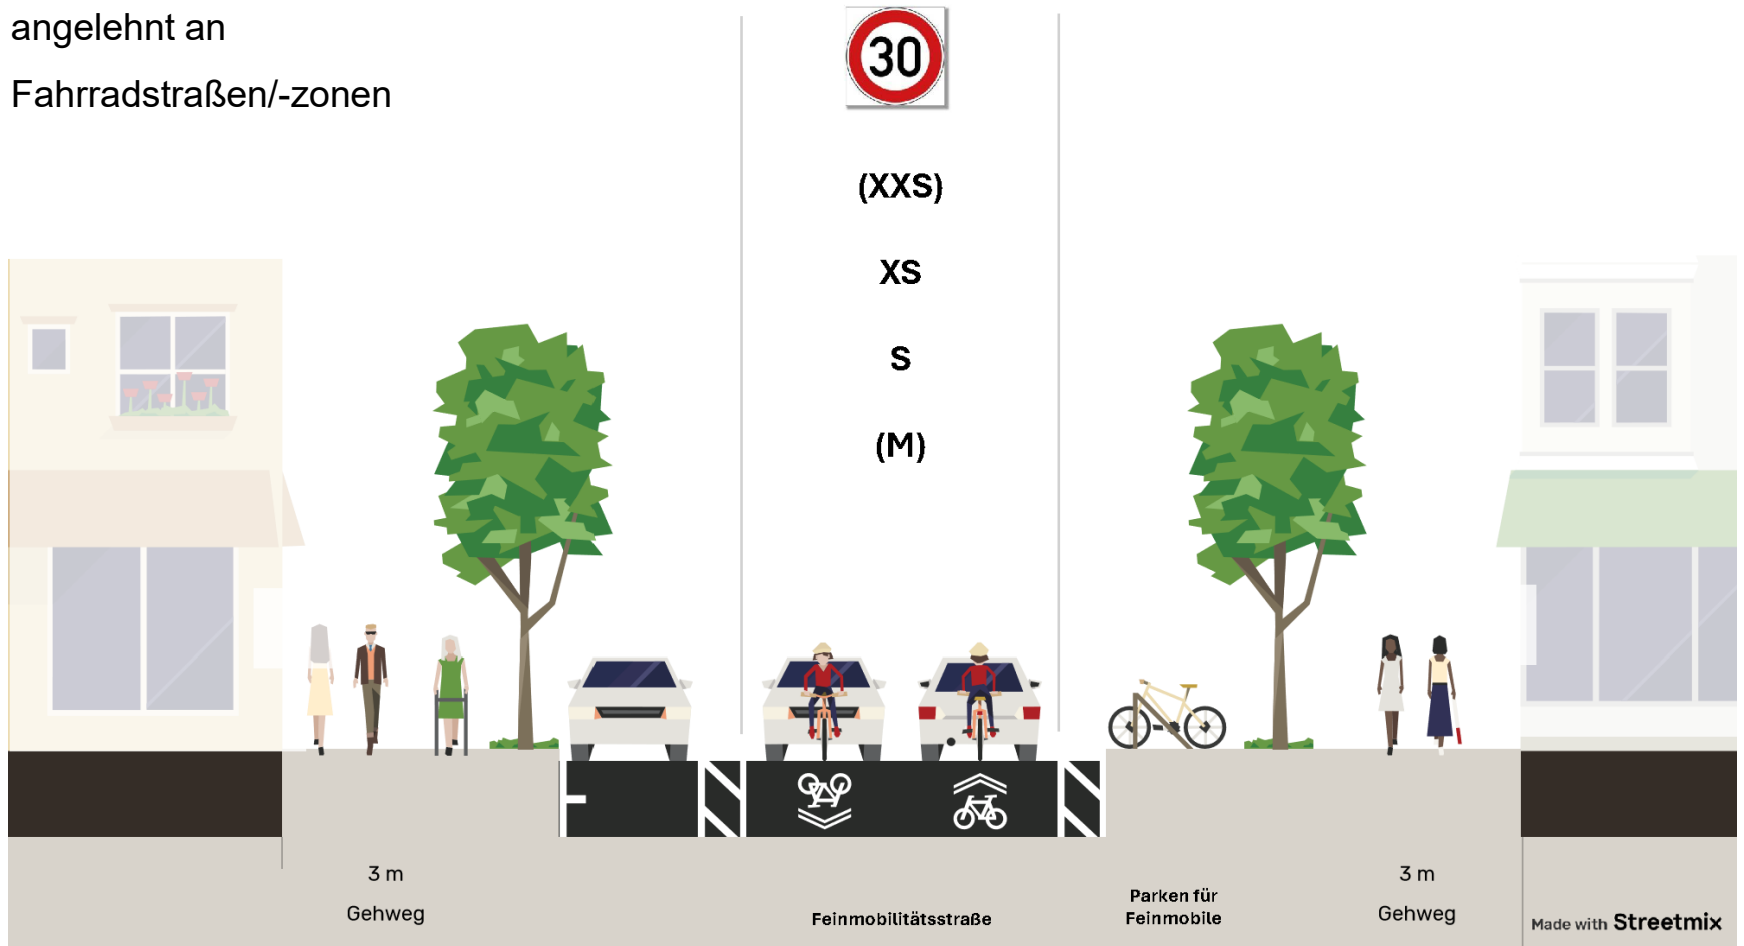 angelehnt an
Fahrradstraßen/-zonen
30
(XXS)
XS
S
(M)
3 m
Gehweg
Feinmobilitätsstraße
Parken für
Feinmobile
3 m
Gehweg
Made with Streetmix